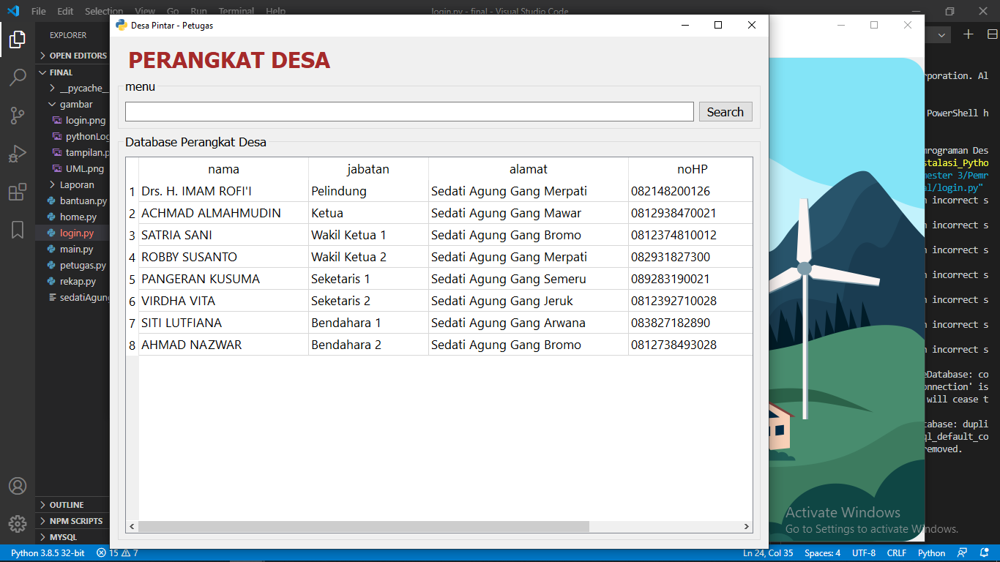 File Edit Selection View Go Run Terminal Help login.py - final - Visual Studio Code
Desa Pintar - Petugas
EXPLORER
OPEN EDITORS
FINAL
__pycache__
gambar
login.png
pythonLog
tampilan.p
UML.png
Laporan
bantuan.py
home.py
login.py
main.py
petugas.py
rekap.py
sedatiAgung
OUTLINE
NPM SCRIPTS
MYSQL
PERANGKAT DESA
menu
Search
Database Perangkat Desa
nama jabatan alamat noHP
1 Drs. H. IMAM ROFI'I Pelindung Sedati Agung Gang Merpati 082148200126
2 ACHMAD ALMAHMUDIN Ketua Sedati Agung Gang Mawar 0812938470021
3 SATRIA SANI Wakil Ketua 1 Sedati Agung Gang Bromo 0812374810012
4 ROBBY SUSANTO Wakil Ketua 2 Sedati Agung Gang Merpati 082931827300
5 PANGERAN KUSUMA Seketaris 1 Sedati Agung Gang Semeru 089283190021
6 VIRDHA VITA Seketaris 2 Sedati Agung Gang Jeruk 0812392710028
7 SITI LUTFIANA Bendahara 1 Sedati Agung Gang Arwana 083827182890
8 AHMAD NAZWAR Bendahara 2 Sedati Agung Gang Bromo 0812738493028
rporation. Al
PowerShell h
mrograman Des
stalasi_Pytho
mester 3/Pemr
al/login.py"
n incorrect s
n incorrect s
n incorrect s
n incorrect s
n incorrect s
n incorrect s
n incorrect s
eDatabase: co
onnection' is
will cease t
tabase: dupli
ql_default_co
removed.
Activate Windows
Go to Settings to activate Windows.
Python 3.8.5 32-bit 15 7 Ln 24, Col 35 Spaces: 4 UTF-8 CRLF Python